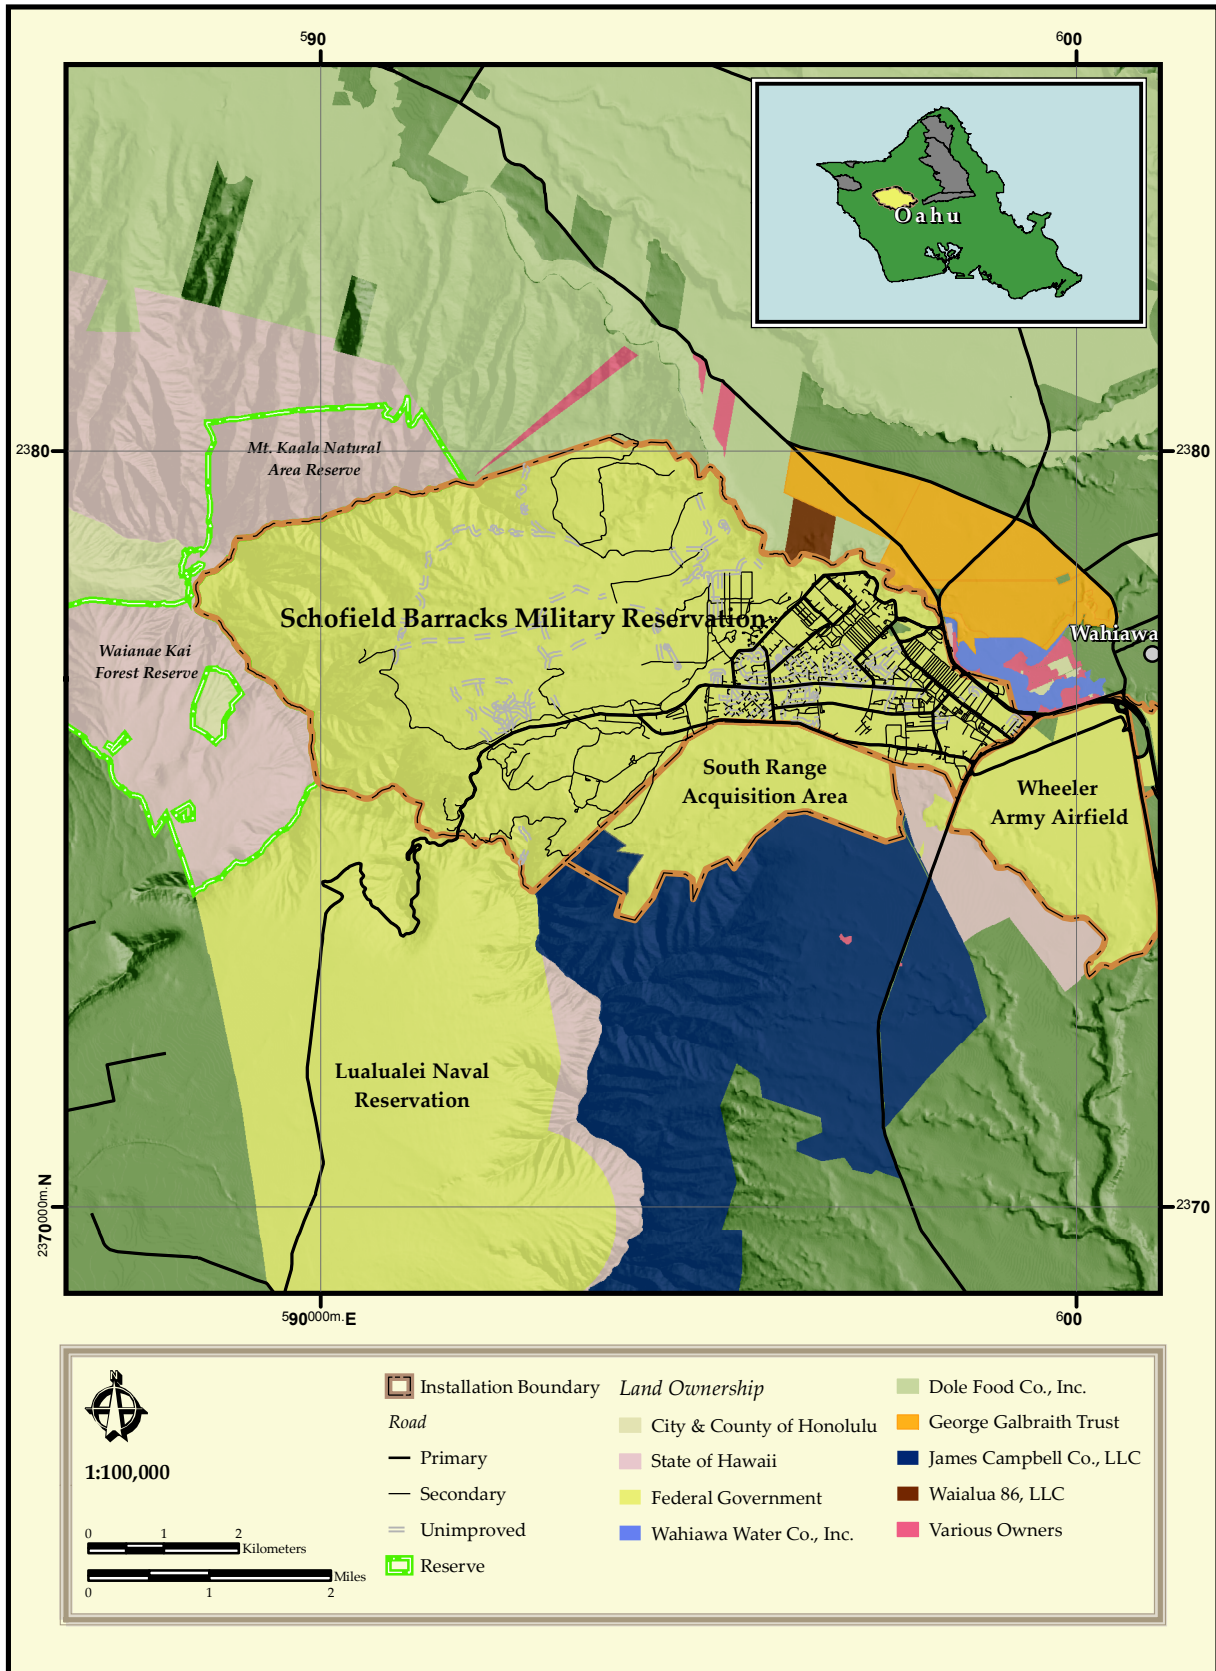 590
600
Oahu
2380
2380
Mt. Kaala Natural
Area Reserve
Schofield Barracks Military Reservation
Wahiawa
Waianae Kai
Forest Reserve
South Range
Acquisition Area
Wheeler
Army Airfield
Lualualei Naval
Reservation
2370000m. N
2370
590000m. E
600
N
1:100,000
0 1 2
Kilometers
Miles
0 1 2
Installation Boundary
Road
Primary
Secondary
Unimproved
Reserve
Land Ownership
City & County of Honolulu
State of Hawaii
Federal Government
Wahiawa Water Co., Inc.
Dole Food Co., Inc.
George Galbraith Trust
James Campbell Co., LLC
Waialua 86, LLC
Various Owners